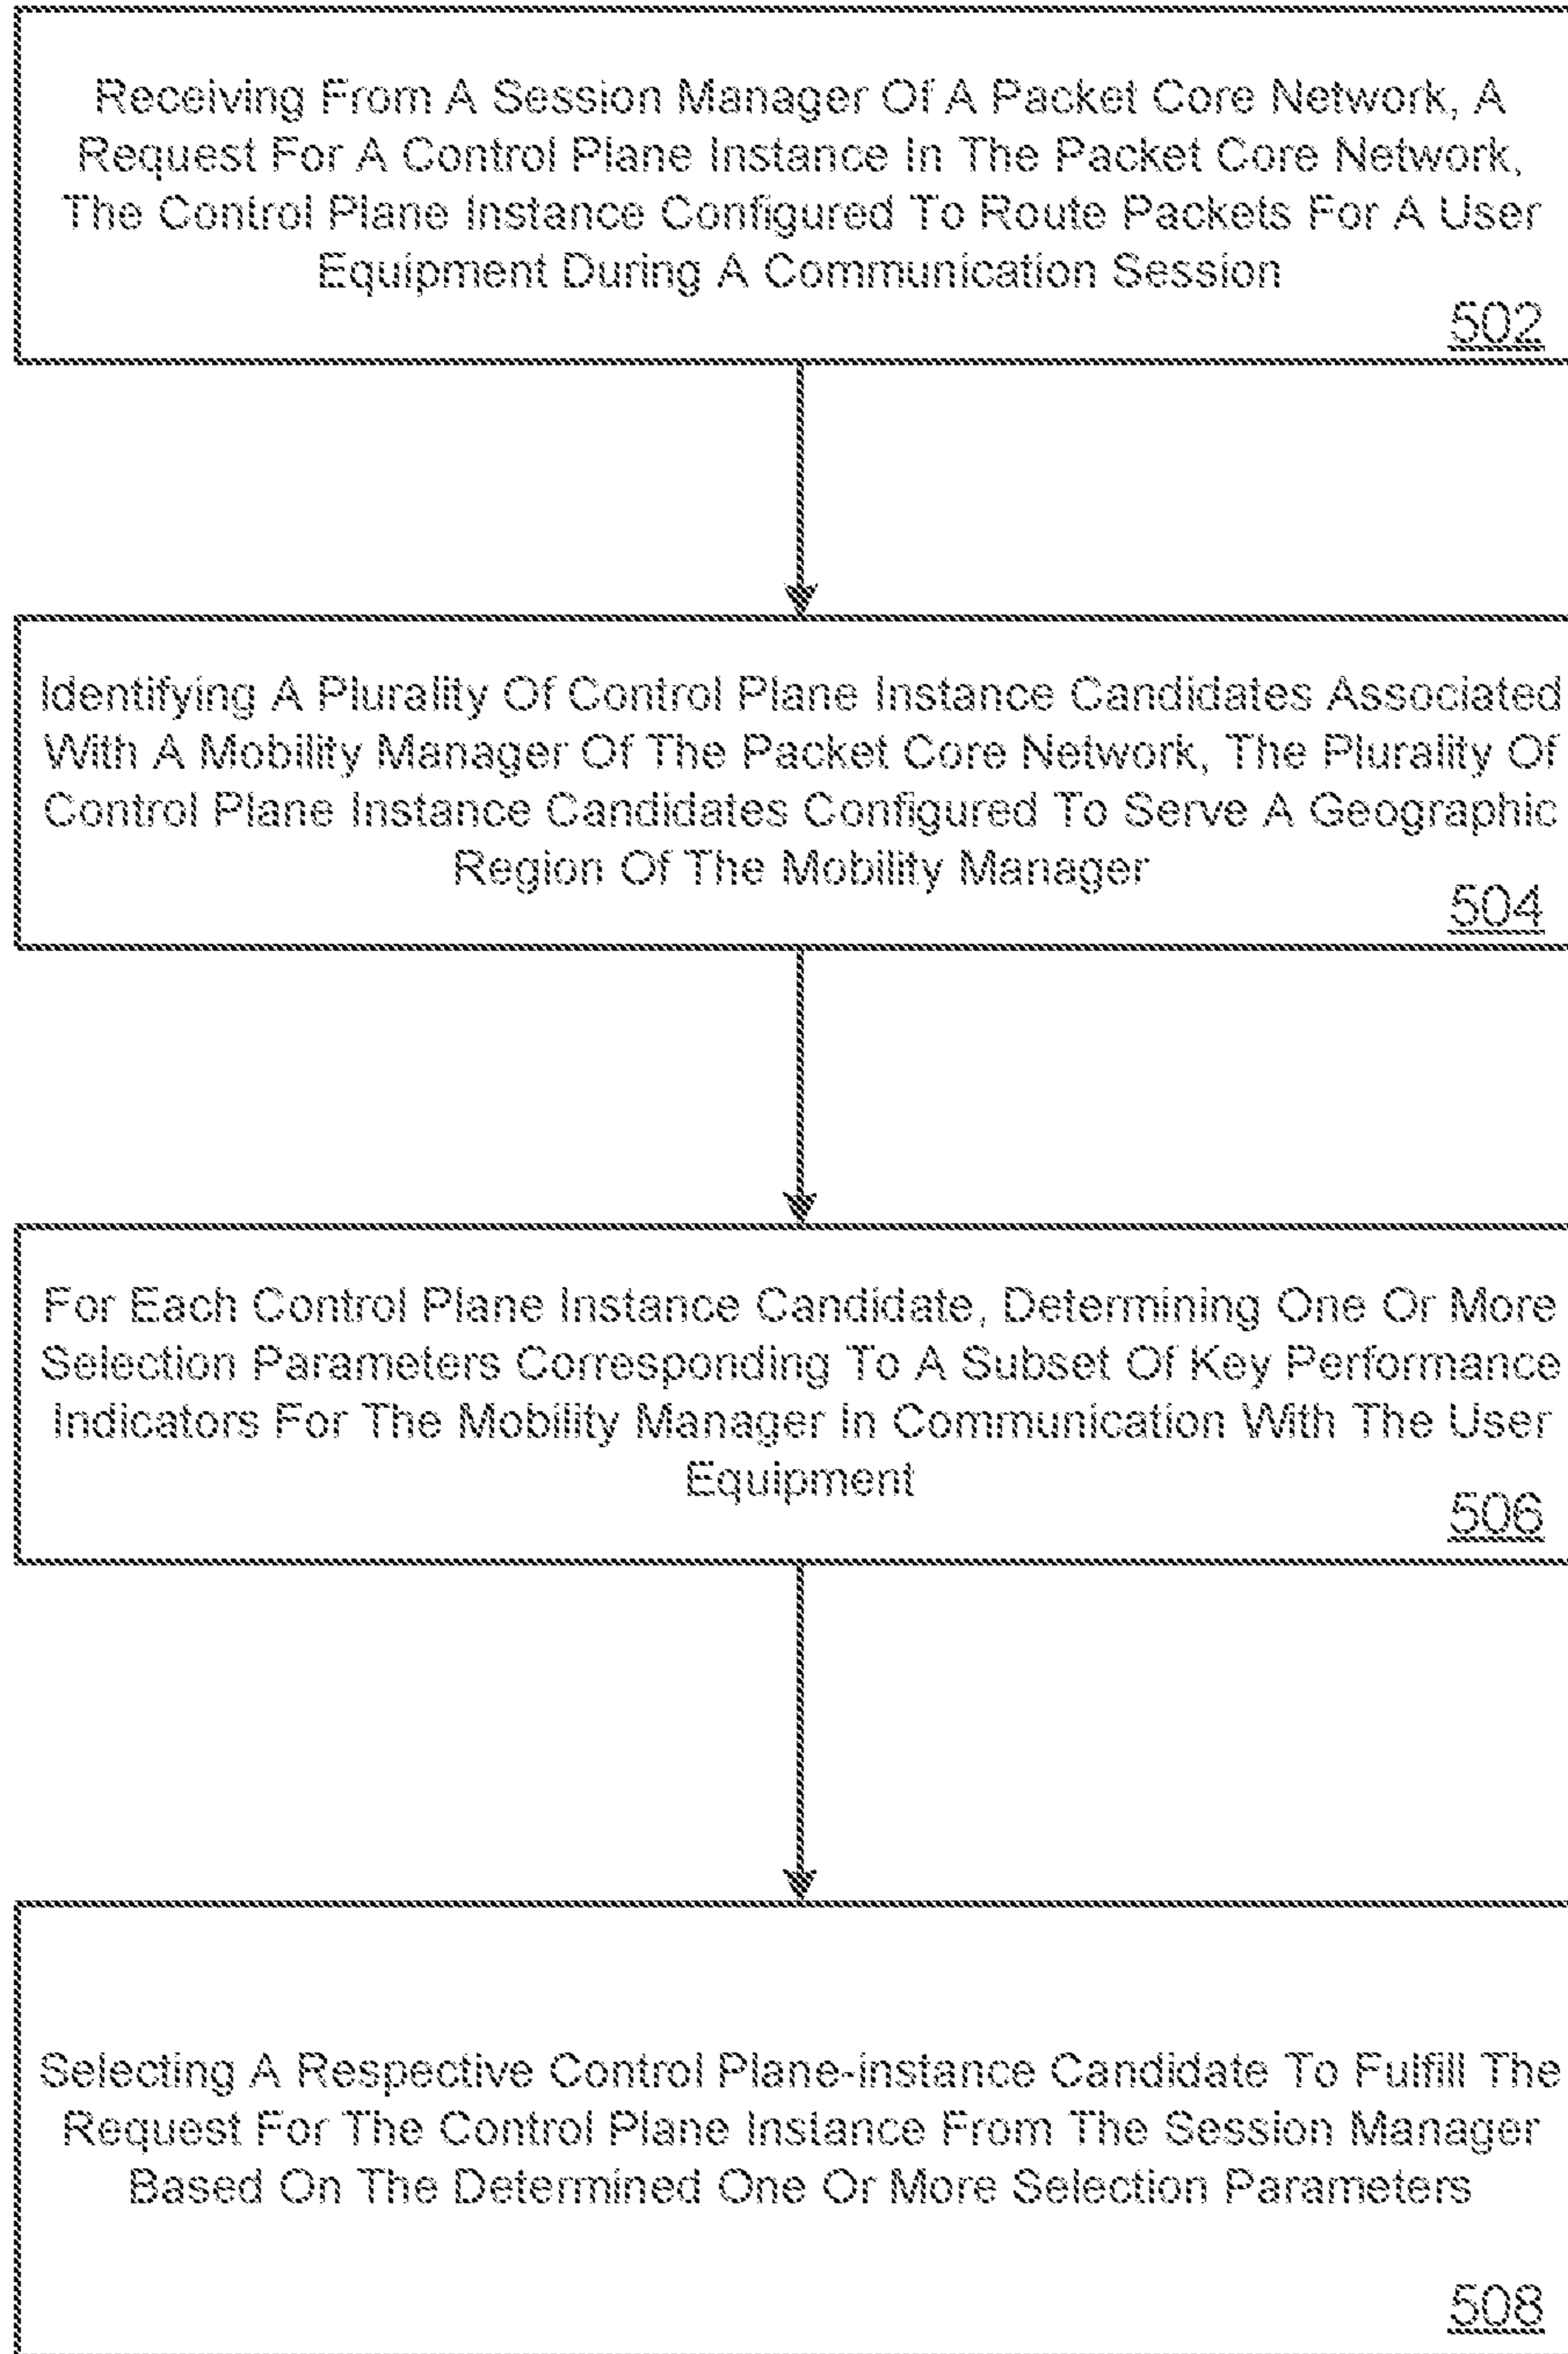 Receiving From A Session Manager Of A Packet Core Network, A
Request For A Control Plane Instance In The Packet Core Network,
The Control Plane Instance Configured To Route Packets For A User
Equipment During A Communication Session
502
Identifying A Plurality Of Control Plane Instance Candidates Associated
With A Mobility Manager Of The Packet Core Network, The Plurality Of
Control Plane Instance Candidates Configured To Serve A Geographic
Region Of The Mobility Manager
504
For Each Control Plane Instance Candidate, Determining One Or More
Selection Parameters Corresponding To A Subset Of Key Performance
Indicators For The Mobility Manager In Communication With The User
Equipment
506
Selecting A Respective Control Plane-instance Candidate To Fulfill The
Request For The Control Plane Instance From The Session Manager
Based On The Determined One Or More Selection Parameters
508